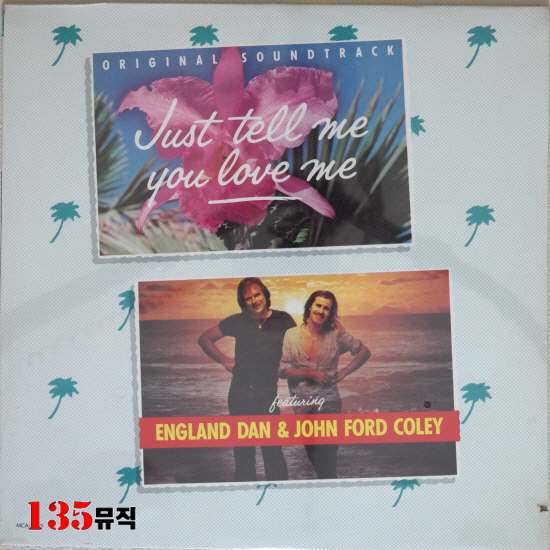 ORIGINAL SOUNDTRACK
Just tell me
you love me
featuring
ENGLAND DAN & JOHN FORD COLEY
MCA
135뮤직